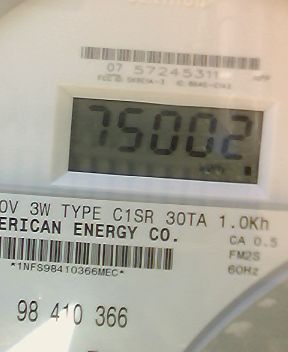 07 57245311
75002
0V 3W TYPE C1SR 30TA 1.0Kh
ERICAN ENERGY CO.
CA 0.5
FM2S
60Hz
*1NFS98410366MEC*
98 410 366